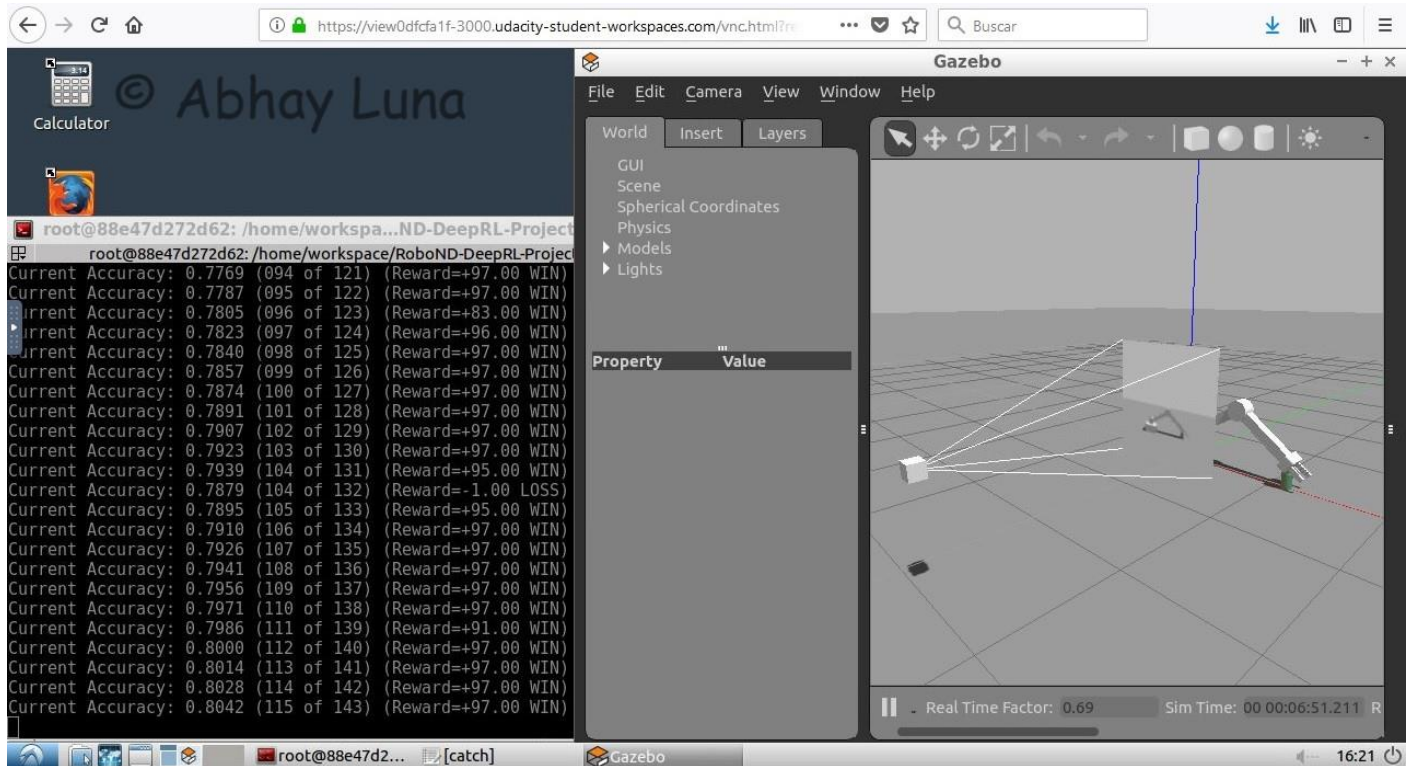 https://view0dfcfa1f-3000.udacity-student-workspaces.com/vnc.html?
Buscar
3.14
© Abhay Luna
Calculator
root@88e47d272d62: /home/workspa...ND-DeepRL-Project
root@88e47d272d62: /home/workspace/RoboND-DeepRL-Project
Current Accuracy: 0.7769 (094 of 121) (Reward=+97.00 WIN)
Current Accuracy: 0.7787 (095 of 122) (Reward=+97.00 WIN)
urrent Accuracy: 0.7805 (096 of 123) (Reward=+83.00 WIN)
urrent Accuracy: 0.7823 (097 of 124) (Reward=+96.00 WIN)
urrent Accuracy: 0.7840 (098 of 125) (Reward=+97.00 WIN)
Current Accuracy: 0.7857 (099 of 126) (Reward=+97.00 WIN)
Current Accuracy: 0.7874 (100 of 127) (Reward=+97.00 WIN)
Current Accuracy: 0.7891 (101 of 128) (Reward=+97.00 WIN)
Current Accuracy: 0.7907 (102 of 129) (Reward=+97.00 WIN)
Current Accuracy: 0.7923 (103 of 130) (Reward=+97.00 WIN)
Current Accuracy: 0.7939 (104 of 131) (Reward=+95.00 WIN)
Current Accuracy: 0.7879 (104 of 132) (Reward=-1.00 LOSS)
Current Accuracy: 0.7895 (105 of 133) (Reward=+95.00 WIN)
Current Accuracy: 0.7910 (106 of 134) (Reward=+97.00 WIN)
Current Accuracy: 0.7926 (107 of 135) (Reward=+97.00 WIN)
Current Accuracy: 0.7941 (108 of 136) (Reward=+97.00 WIN)
Current Accuracy: 0.7956 (109 of 137) (Reward=+97.00 WIN)
Current Accuracy: 0.7971 (110 of 138) (Reward=+97.00 WIN)
Current Accuracy: 0.7986 (111 of 139) (Reward=+91.00 WIN)
Current Accuracy: 0.8000 (112 of 140) (Reward=+97.00 WIN)
Current Accuracy: 0.8014 (113 of 141) (Reward=+97.00 WIN)
Current Accuracy: 0.8028 (114 of 142) (Reward=+97.00 WIN)
Current Accuracy: 0.8042 (115 of 143) (Reward=+97.00 WIN)
Gazebo
File Edit Camera View Window Help
World Insert Layers
GUI
Scene
Spherical Coordinates
Physics
Models
Lights
Property Value
Real Time Factor: 0.69 Sim Time: 00 00:06:51.211 R
root@88e47d2... [catch] Gazebo 16:21